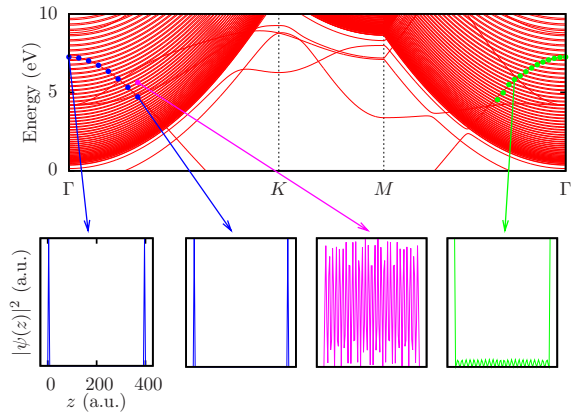 10
5
0
Energy (eV)
Γ K M Γ
|ψ(z)|² (a.u.)
0 200 400
z (a.u.)